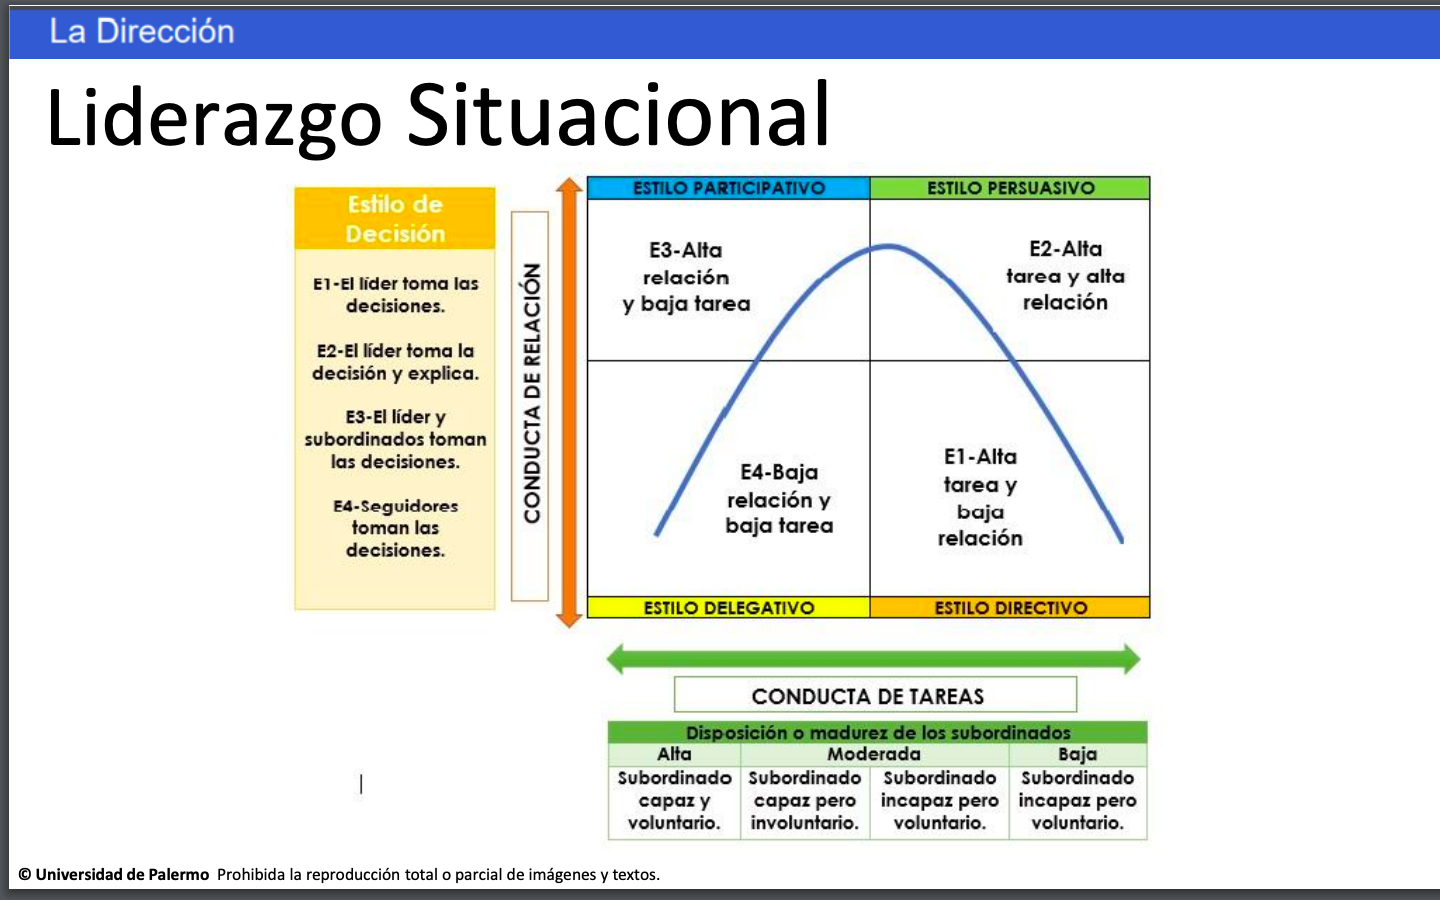 La Dirección
Liderazgo Situacional
Estilo de
Decisión
E1-El líder toma las
decisiones.
E2-El líder toma la
decisión y explica.
E3-El líder y
subordinados toman
las decisiones.
E4-Seguidores
toman las
decisiones.
CONDUCTA DE RELACIÓN
ESTILO PARTICIPATIVO
ESTILO PERSUASIVO
E3-Alta
relación
y baja tarea
E2-Alta
tarea y alta
relación
E4-Baja
relación y
baja tarea
E1-Alta
tarea y
baja
relación
ESTILO DELEGATIVO
ESTILO DIRECTIVO
CONDUCTA DE TAREAS
Disposición o madurez de los subordinados
Alta
Moderada
Baja
Subordinado
capaz y
voluntario.
Subordinado
capaz pero
involuntario.
Subordinado
incapaz pero
voluntario.
Subordinado
incapaz pero
voluntario.
© Universidad de Palermo Prohibida la reproducción total o parcial de imágenes y textos.